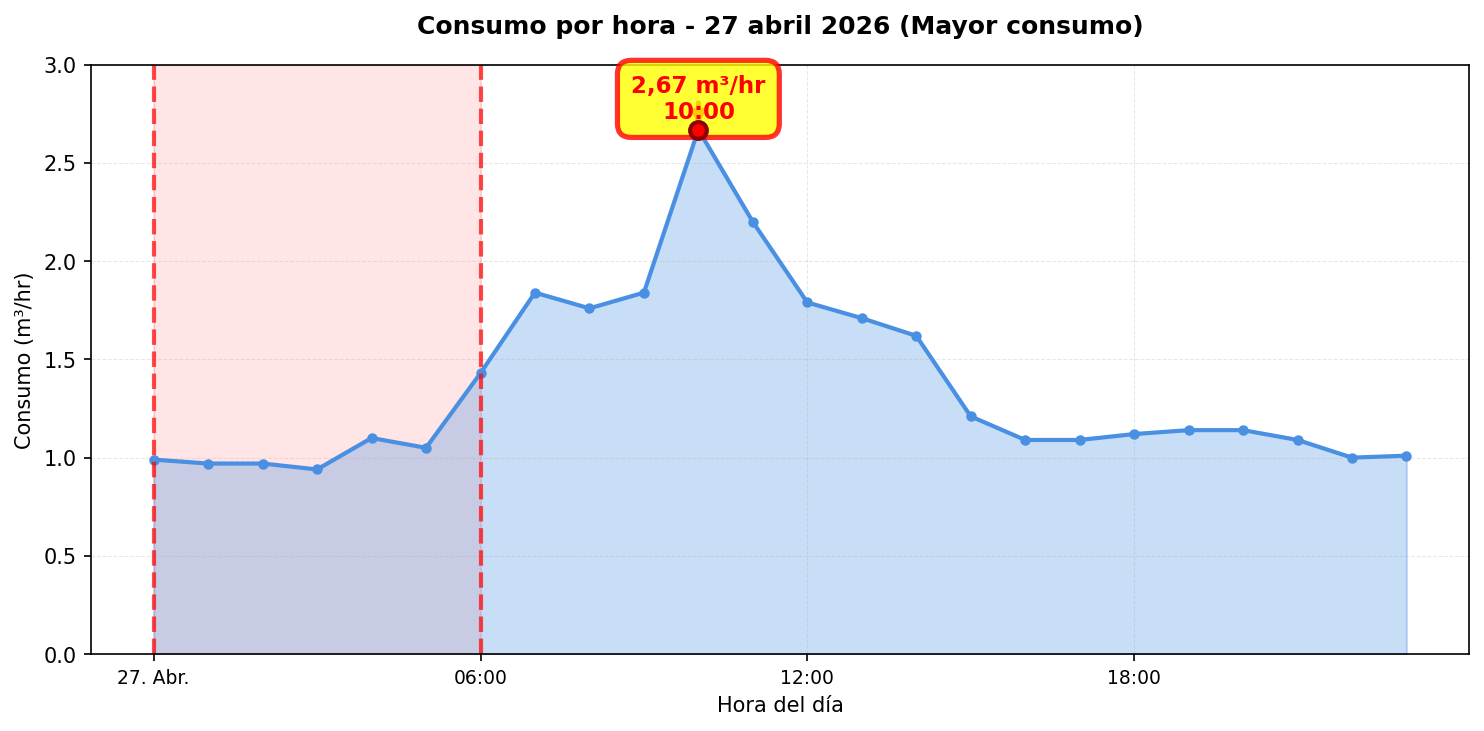 Consumo por hora - 27 abril 2026 (Mayor consumo)
2,67 m³/hr
10:00
3.0
2.5
2.0
1.5
1.0
0.5
0.0
Consumo (m³/hr)
27. Abr.
06:00
12:00
18:00
Hora del día